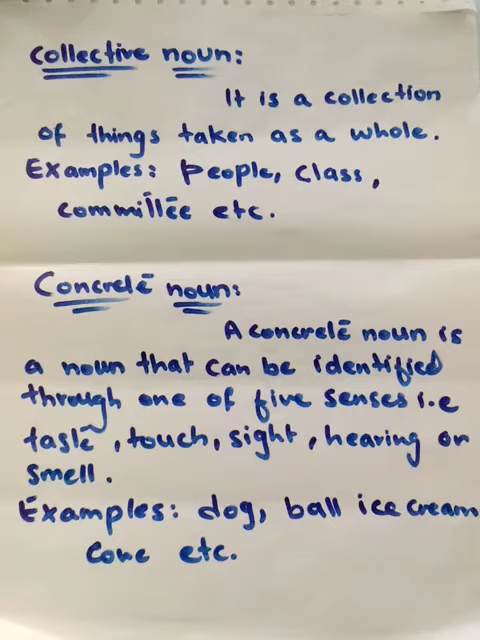 Collective noun:
It is a collection
of things taken as a whole.
Examples: people, class,
committee etc.
Concrete noun:
A concrete noun is
a noun that can be identified
through one of five senses i.e
taste, touch, sight, hearing or
smell.
Examples: dog, ball ice cream
cone etc.